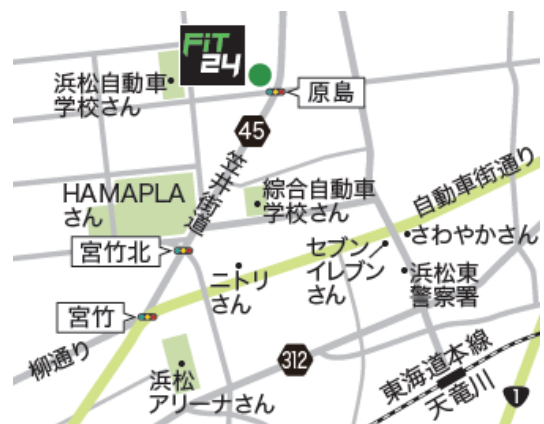 FiT
24
浜松自動車
学校さん
原島
45
笠井街道
HAMAPLA
さん
綜合自動車
学校さん
自動車街通り
宮竹北
さわやかさん
セブン
イレブン
さん
ニトリ
さん
浜松東
警察署
宮竹
柳通り
312
浜松
アリーナさん
東海道本線
天竜川
1